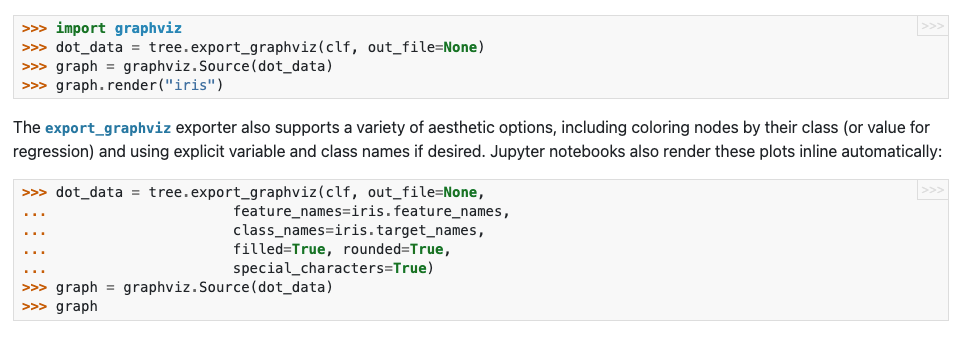 >>> import graphviz
>>>
>>> dot_data = tree.export_graphviz(clf, out_file=None)
>>> graph = graphviz.Source(dot_data)
>>> graph.render("iris")
The export_graphviz exporter also supports a variety of aesthetic options, including coloring nodes by their class (or value for
regression) and using explicit variable and class names if desired. Jupyter notebooks also render these plots inline automatically:
>>> dot_data = tree.export_graphviz(clf, out_file=None,
>>>
...                      feature_names=iris.feature_names,
...                      class_names=iris.target_names,
...                      filled=True, rounded=True,
...                      special_characters=True)
>>> graph = graphviz.Source(dot_data)
>>> graph